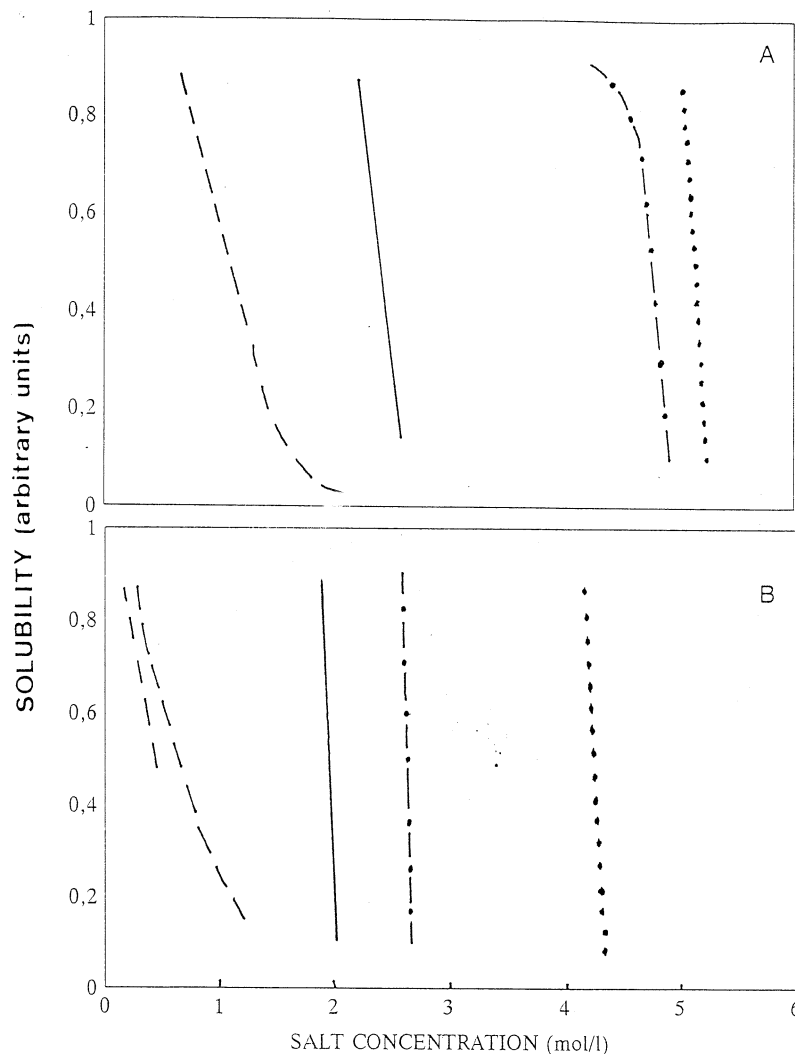 1
A
0,8
0,6
0,4
0,2
0
SOLUBILITY (arbitrary units)
1
B
0,8
0,6
0,4
0,2
0
0 1 2 3 4 5 6
SALT CONCENTRATION (mol/l)